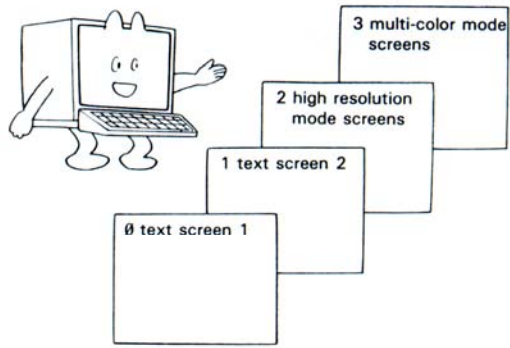 3 multi-color mode
screens
2 high resolution
mode screens
1 text screen 2
Ø text screen 1